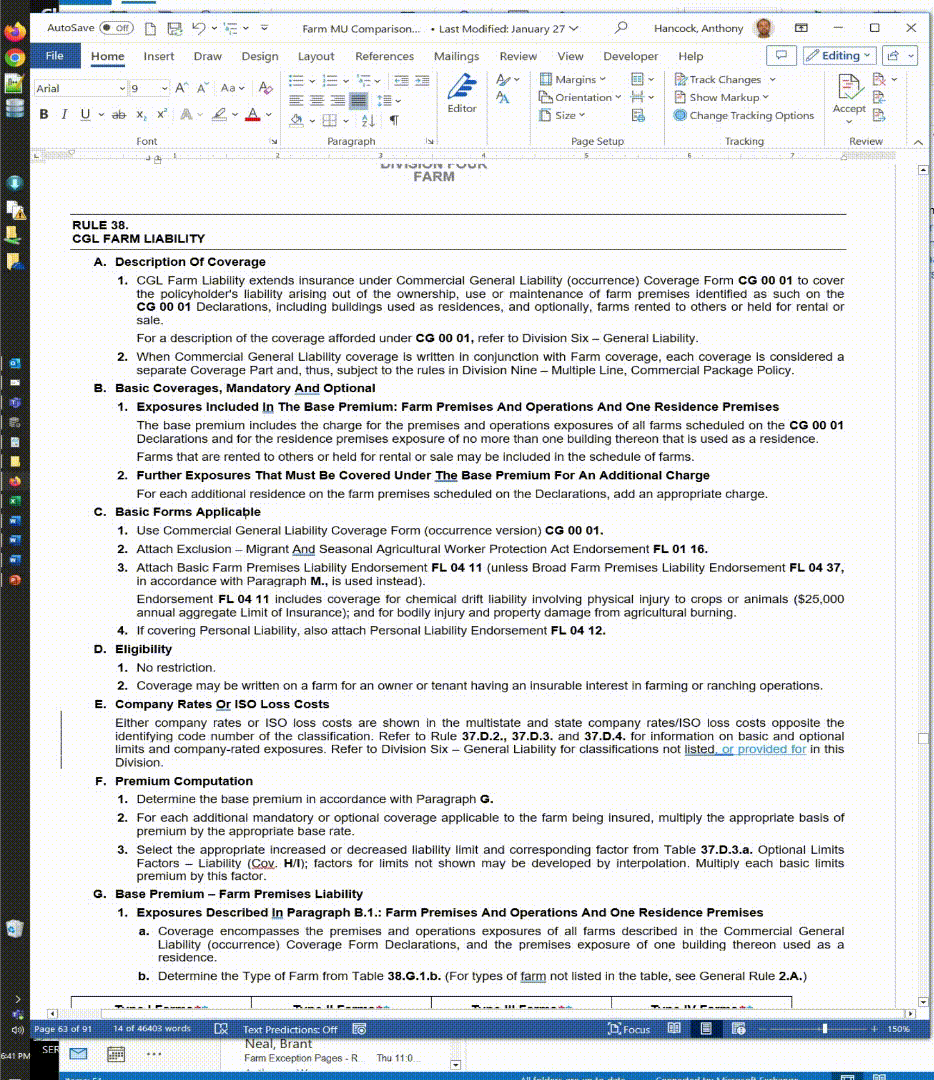 AutoSave Off Farm MU Comparison... • Last Modified: January 27 Hancock, Anthony
File Home Insert Draw Design Layout References Mailings Review View Developer Help Editing
Arial 9 A A Aa A
B I U ab x₂ x² A A
Editor
Margins
Orientation
Size
Track Changes
Show Markup
Change Tracking Options
Accept
Font Paragraph Page Setup Tracking Review
1 2 3 4 5 6 7
DIVISION FOUR
FARM
RULE 38.
CGL FARM LIABILITY
A. Description Of Coverage
1. CGL Farm Liability extends insurance under Commercial General Liability (occurrence) Coverage Form CG 00 01 to cover
the policyholder's liability arising out of the ownership, use or maintenance of farm premises identified as such on the
CG 00 01 Declarations, including buildings used as residences, and optionally, farms rented to others or held for rental or
sale.
For a description of the coverage afforded under CG 00 01, refer to Division Six – General Liability.
2. When Commercial General Liability coverage is written in conjunction with Farm coverage, each coverage is considered a
separate Coverage Part and, thus, subject to the rules in Division Nine – Multiple Line, Commercial Package Policy.
B. Basic Coverages, Mandatory And Optional
1. Exposures Included In The Base Premium: Farm Premises And Operations And One Residence Premises
The base premium includes the charge for the premises and operations exposures of all farms scheduled on the CG 00 01
Declarations and for the residence premises exposure of no more than one building thereon that is used as a residence.
Farms that are rented to others or held for rental or sale may be included in the schedule of farms.
2. Further Exposures That Must Be Covered Under The Base Premium For An Additional Charge
For each additional residence on the farm premises scheduled on the Declarations, add an appropriate charge.
C. Basic Forms Applicable
1. Use Commercial General Liability Coverage Form (occurrence version) CG 00 01.
2. Attach Exclusion – Migrant And Seasonal Agricultural Worker Protection Act Endorsement FL 01 16.
3. Attach Basic Farm Premises Liability Endorsement FL 04 11 (unless Broad Farm Premises Liability Endorsement FL 04 37,
in accordance with Paragraph M., is used instead).
Endorsement FL 04 11 includes coverage for chemical drift liability involving physical injury to crops or animals ($25,000
annual aggregate Limit of Insurance); and for bodily injury and property damage from agricultural burning.
4. If covering Personal Liability, also attach Personal Liability Endorsement FL 04 12.
D. Eligibility
1. No restriction.
2. Coverage may be written on a farm for an owner or tenant having an insurable interest in farming or ranching operations.
E. Company Rates Or ISO Loss Costs
Either company rates or ISO loss costs are shown in the multistate and state company rates/ISO loss costs opposite the
identifying code number of the classification. Refer to Rule 37.D.2., 37.D.3. and 37.D.4. for information on basic and optional
limits and company-rated exposures. Refer to Division Six – General Liability for classifications not listed, or provided for in this
Division.
F. Premium Computation
1. Determine the base premium in accordance with Paragraph G.
2. For each additional mandatory or optional coverage applicable to the farm being insured, multiply the appropriate basis of
premium by the appropriate base rate.
3. Select the appropriate increased or decreased liability limit and corresponding factor from Table 37.D.3.a. Optional Limits
Factors – Liability (Cov. H/I); factors for limits not shown may be developed by interpolation. Multiply each basic limits
premium by this factor.
G. Base Premium – Farm Premises Liability
1. Exposures Described In Paragraph B.1.: Farm Premises And Operations And One Residence Premises
a. Coverage encompasses the premises and operations exposures of all farms described in the Commercial General
Liability (occurrence) Coverage Form Declarations, and the premises exposure of one building thereon used as a
residence.
b. Determine the Type of Farm from Table 38.G.1.b. (For types of farm not listed in the table, see General Rule 2.A.)
Type I Farms Type II Farms Type III Farms Type IV Farms
Page 63 of 91 14 of 46403 words Text Predictions: Off Focus 150%
6:41 PM
Neal, Brant
Farm Exception Pages - R... Thu 11:0...